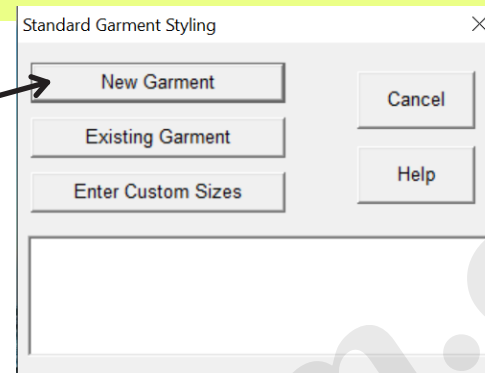 Standard Garment Styling
New Garment
Cancel
Existing Garment
Help
Enter Custom Sizes